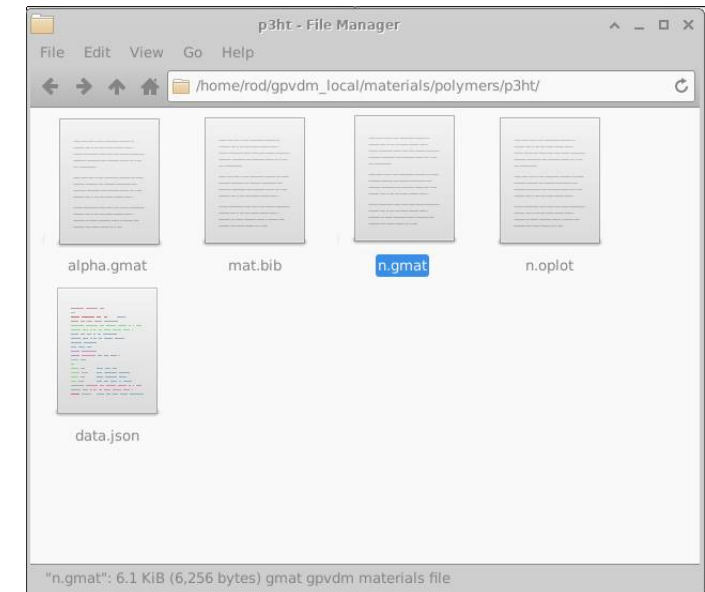 p3ht - File Manager
File Edit View Go Help
/home/rod/gpvdm_local/materials/polymers/p3ht/
alpha.gmat mat.bib n.gmat n.oplot
data.json
"n.gmat": 6.1 KiB (6,256 bytes) gmat gpvdm materials file